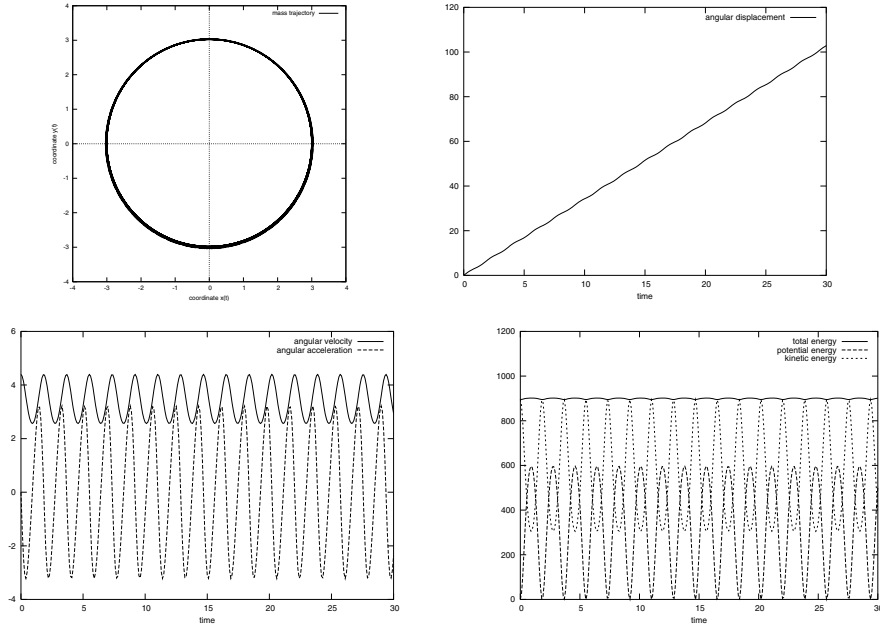 4
mass trajectory
3
2
1
0
-1
-2
-3
-4
coordinate y(t)
-4 -3 -2 -1 0 1 2 3 4
coordinate x(t)
120
angular displacement
100
80
60
40
20
0
0 5 10 15 20 25 30
time
6
angular velocity
angular acceleration
4
2
0
-2
-4
0 5 10 15 20 25 30
time
1200
total energy
potential energy
kinetic energy
1000
800
600
400
200
0
0 5 10 15 20 25 30
time